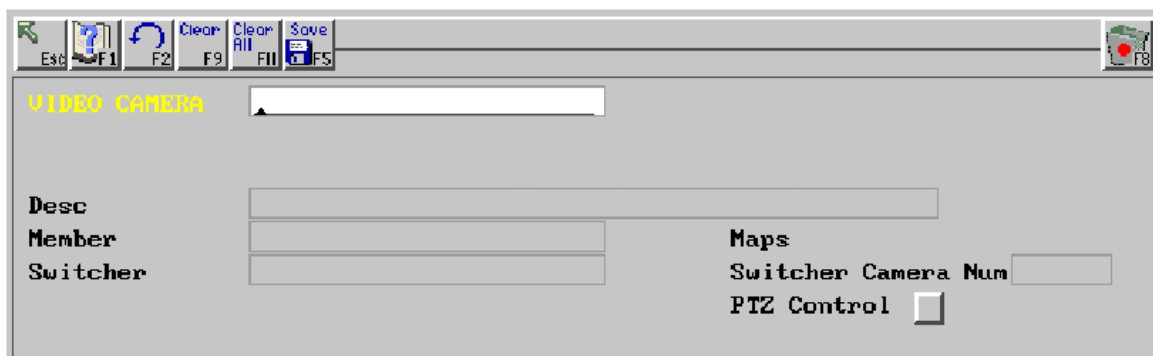 Esc F1 F2 Clear F9 Clear All F11 Save F5 F8
VIDEO CAMERA
Desc
Member Maps
Switcher Switcher Camera Num
PTZ Control